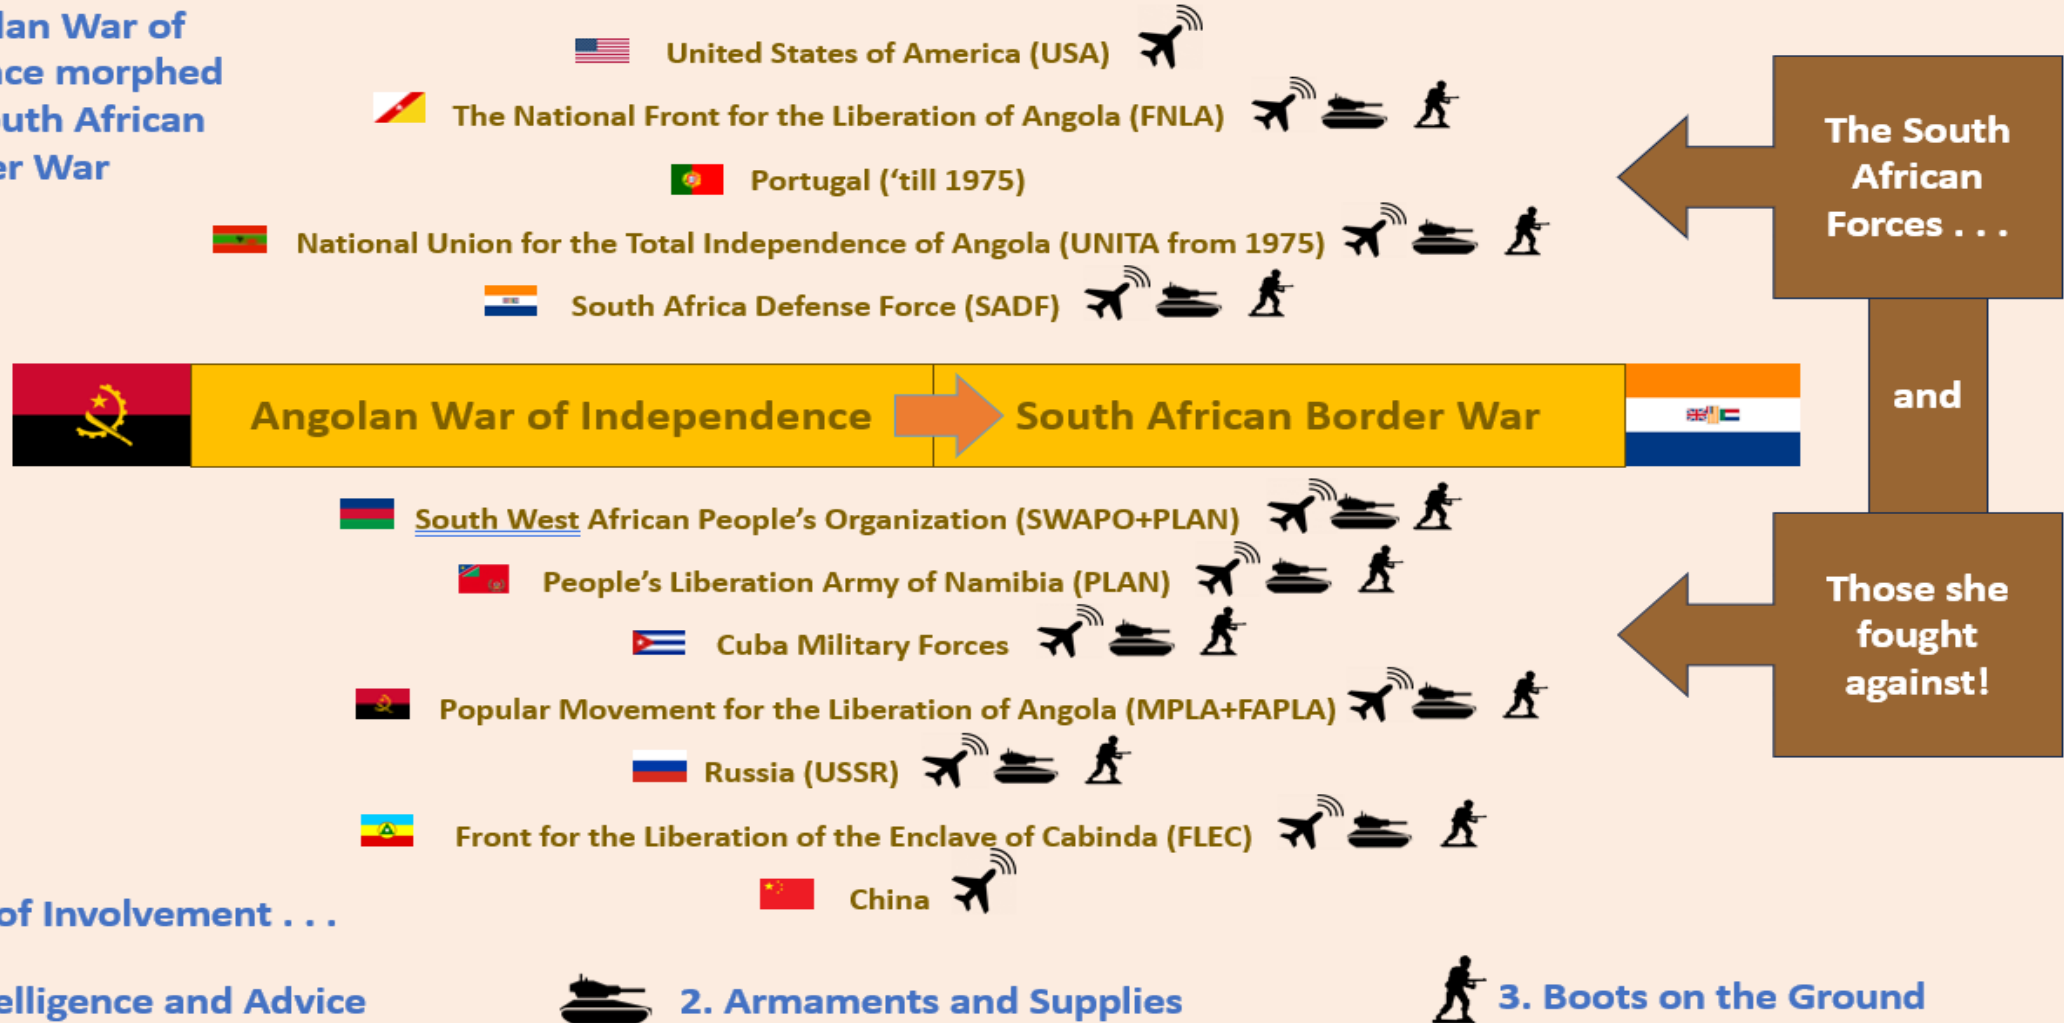 lan War of
nce morphed
uth African
er War
United States of America (USA)
The National Front for the Liberation of Angola (FNLA)
Portugal (‘till 1975)
National Union for the Total Independence of Angola (UNITA from 1975)
South Africa Defense Force (SADF)
The South
African
Forces . . .
Angolan War of Independence
South African Border War
and
South West African People’s Organization (SWAPO+PLAN)
People’s Liberation Army of Namibia (PLAN)
Cuba Military Forces
Popular Movement for the Liberation of Angola (MPLA+FAPLA)
Russia (USSR)
Front for the Liberation of the Enclave of Cabinda (FLEC)
China
Those she
fought
against!
of Involvement . . .
elligence and Advice
2. Armaments and Supplies
3. Boots on the Ground